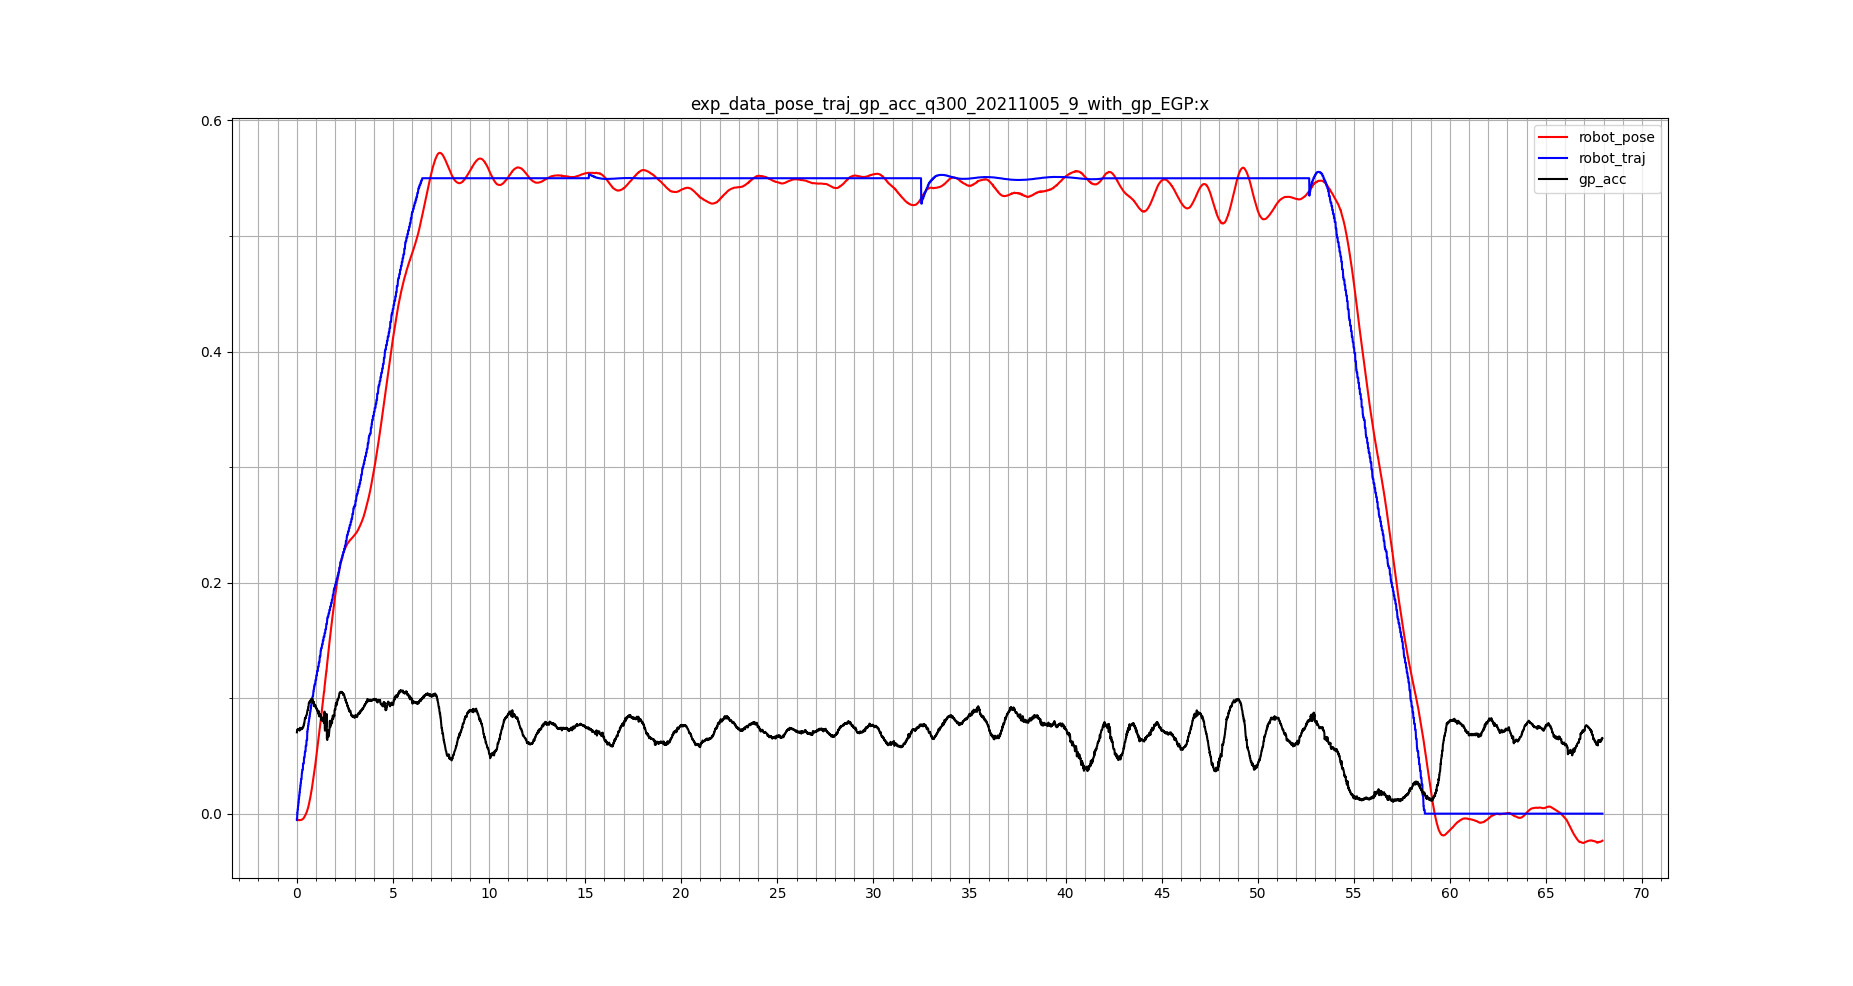 exp_data_pose_traj_gp_acc_q300_20211005_9_with_gp_EGP:x
robot_pose
robot_traj
gp_acc
0.6
0.4
0.2
0.0
0 5 10 15 20 25 30 35 40 45 50 55 60 65 70